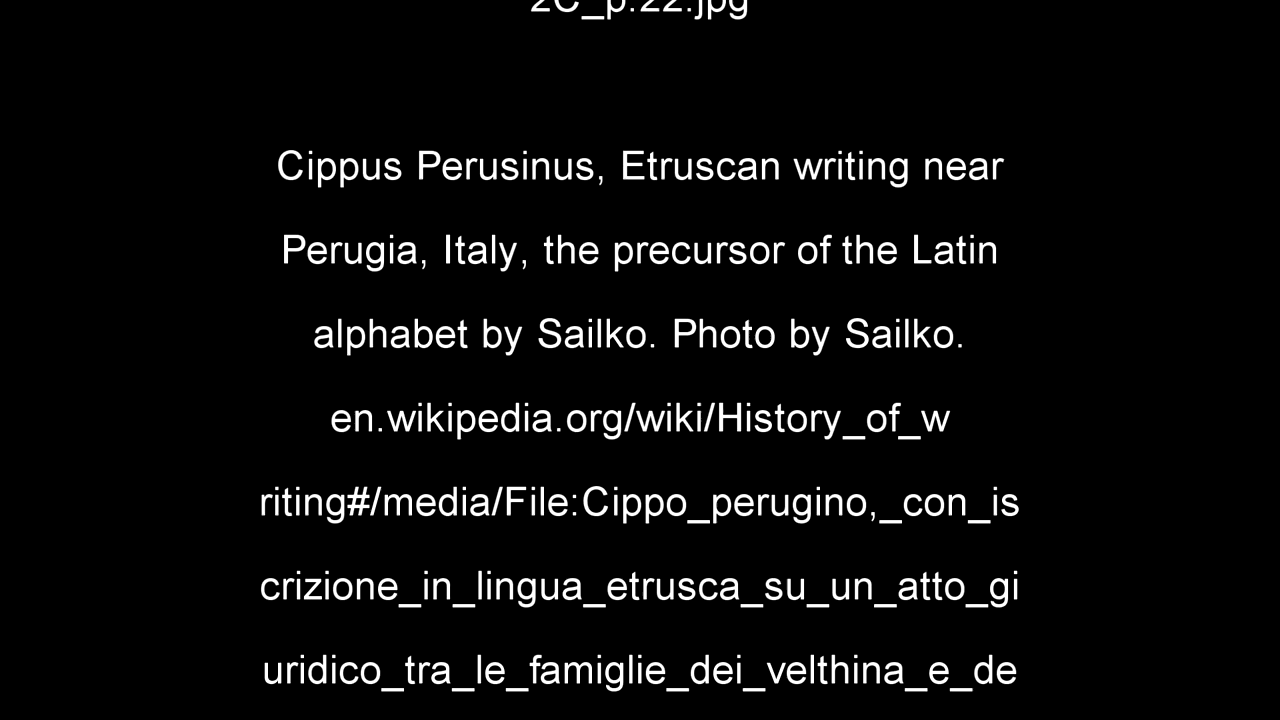 2C_p.22.jpg
Cippus Perusinus, Etruscan writing near
Perugia, Italy, the precursor of the Latin
alphabet by Sailko. Photo by Sailko.
en.wikipedia.org/wiki/History_of_w
riting#/media/File:Cippo_perugino,_con_is
crizione_in_lingua_etrusca_su_un_atto_gi
uridico_tra_le_famiglie_dei_velthina_e_de